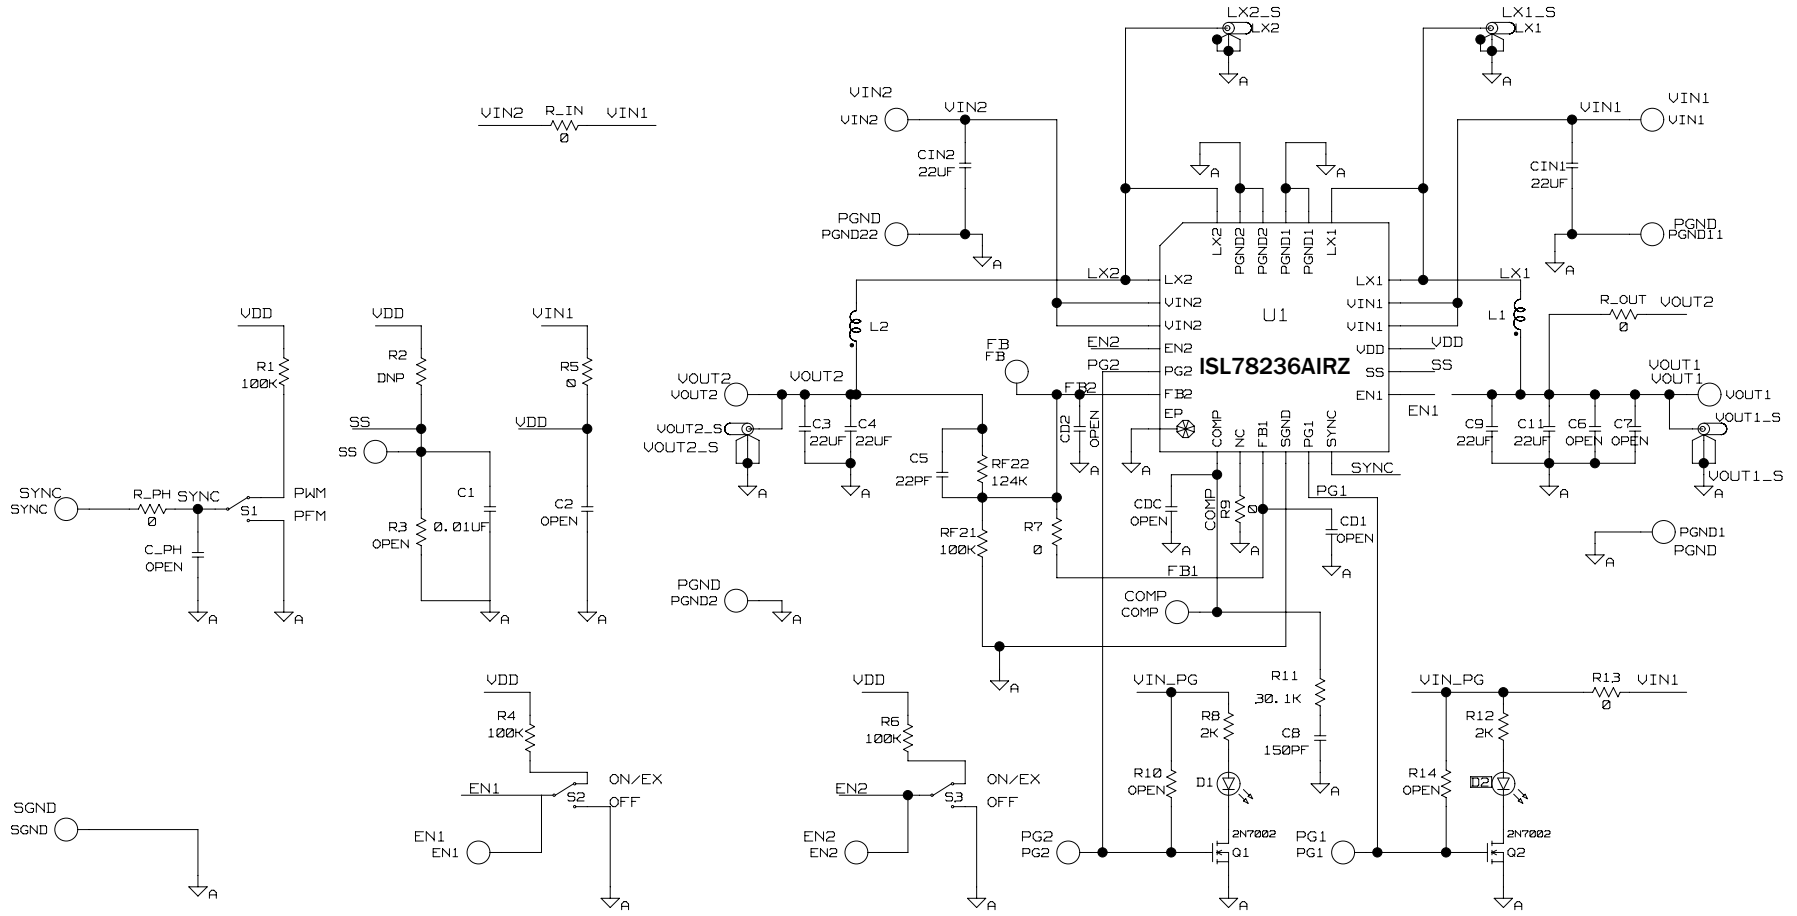 LX2_S
LX2
A
LX1_S
LX1
A
VIN2 R_IN VIN1
0
VIN2
VIN2
VIN2
CIN2
22UF
PGND
PGND22
A
A
A
VIN1
VIN1
VIN1
CIN1
22UF
PGND
PGND11
A
LX2
PGND2
PGND2
PGND1
PGND1
LX1
LX2
LX2
VIN2
VIN2
EN2
EN2
PG2
PG2
FB2
FB2
EP
A
U1
ISL78236AIRZ
LX1
LX1
VIN1
VIN1
VDD
VDD
SS
SS
EN1
EN1
COMP
NC
FB1
SGND
PG1
SYNC
SYNC
PG1
L2
L1
R_OUT
0
VOUT2
VDD
R1
100K
SYNC
SYNC
R_PH
0
SYNC
S1
PWM
PFM
C_PH
OPEN
A
A
VDD
R2
DNP
SS
SS
R3
OPEN
C1
0.01UF
A
VIN1
R5
0
VDD
C2
OPEN
A
VOUT2
VOUT2
VOUT2
VOUT2_S
VOUT2_S
A
C3
22UF
C4
22UF
A
C5
22PF
RF22
124K
RF21
100K
FB
FB
CD2
OPEN
A
R7
0
FB1
CDC
OPEN
A
COMP
R9
0
A
CD1
OPEN
A
VOUT1
VOUT1
VOUT1
VOUT1_S
VOUT1_S
A
C9
22UF
C11
22UF
C6
OPEN
C7
OPEN
A
PGND1
PGND
A
PGND
PGND2
A
COMP
COMP
A
R11
30.1K
C8
150PF
A
SGND
SGND
A
VDD
R4
100K
EN1
S2
ON/EX
OFF
EN1
EN1
A
VDD
R6
100K
EN2
S3
ON/EX
OFF
EN2
EN2
A
VIN_PG
R8
2K
R10
OPEN
D1
2N7002
Q1
PG2
PG2
A
VIN_PG
R13
0
VIN1
R12
2K
R14
OPEN
D2
2N7002
Q2
PG1
PG1
A